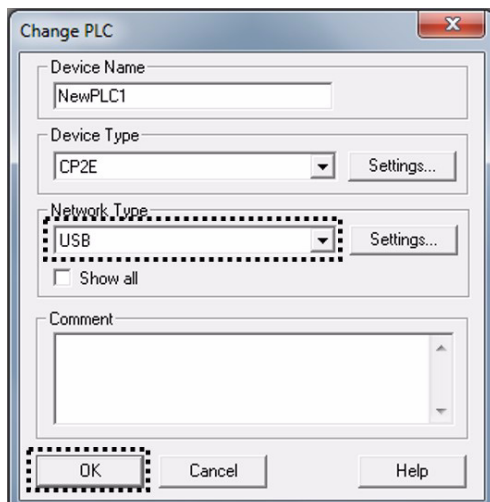 Change PLC
Device Name
NewPLC1
Device Type
CP2E
Settings...
Network Type
USB
Settings...
Show all
Comment
OK Cancel Help